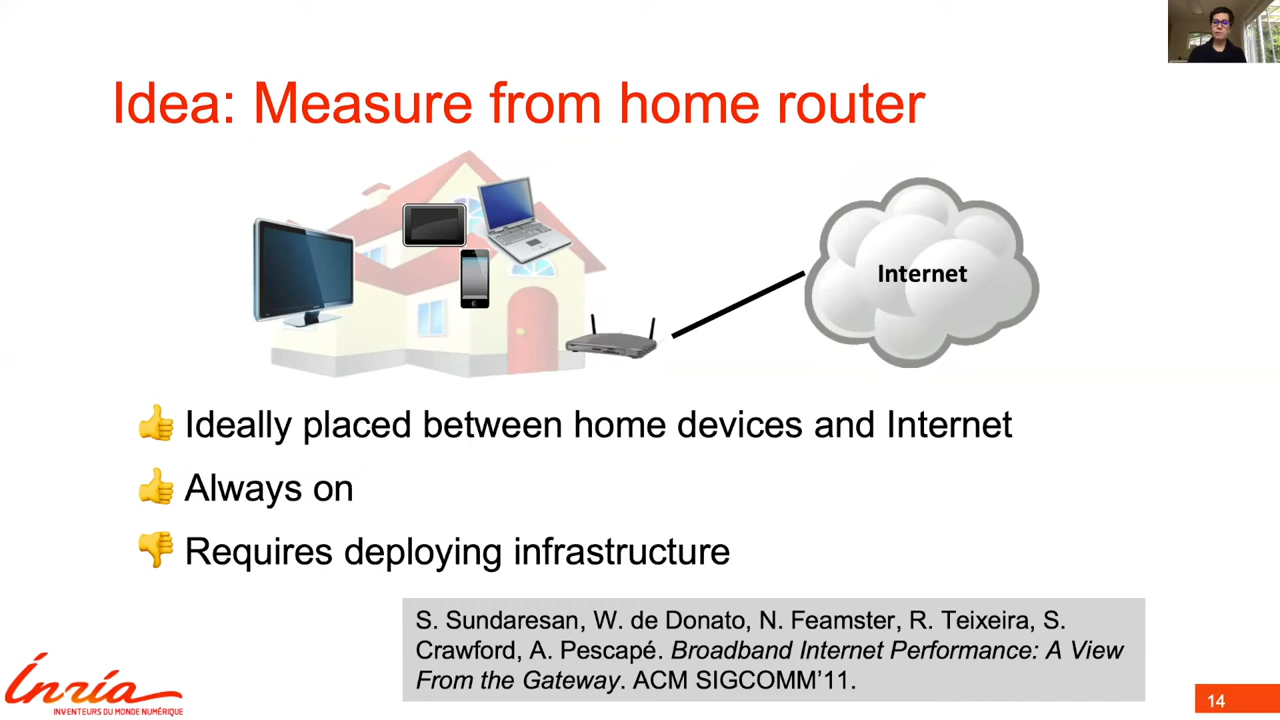 Idea: Measure from home router
Internet
👍 Ideally placed between home devices and Internet
👍 Always on
👎 Requires deploying infrastructure
S. Sundaresan, W. de Donato, N. Feamster, R. Teixeira, S.
Crawford, A. Pescapé. Broadband Internet Performance: A View
From the Gateway. ACM SIGCOMM’11.
Inria
INVENTEURS DU MONDE NUMÉRIQUE
14